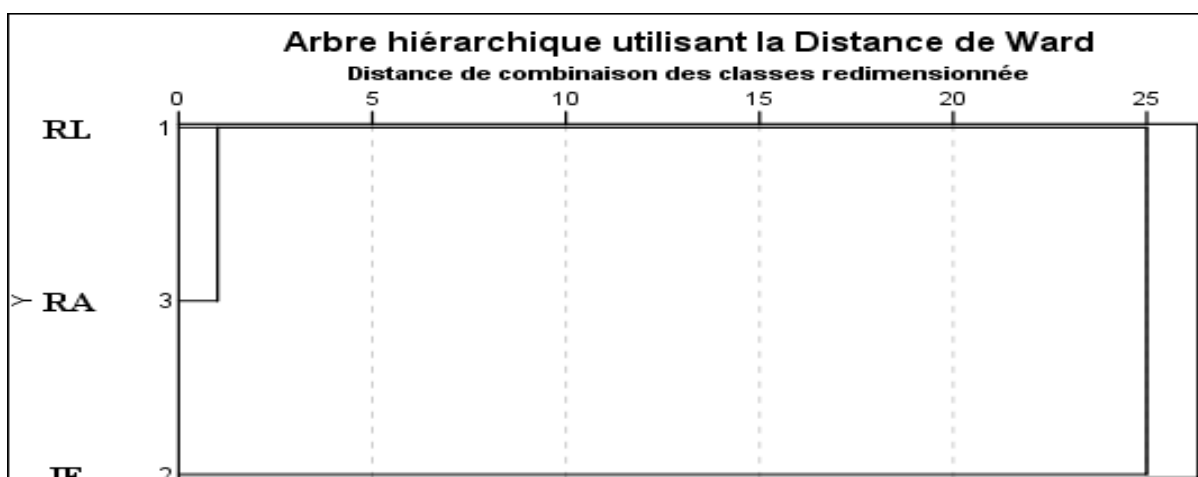 Arbre hiérarchique utilisant la Distance de Ward
Distance de combinaison des classes redimensionnée
0 5 10 15 20 25
RL 1
Y RA 3
2